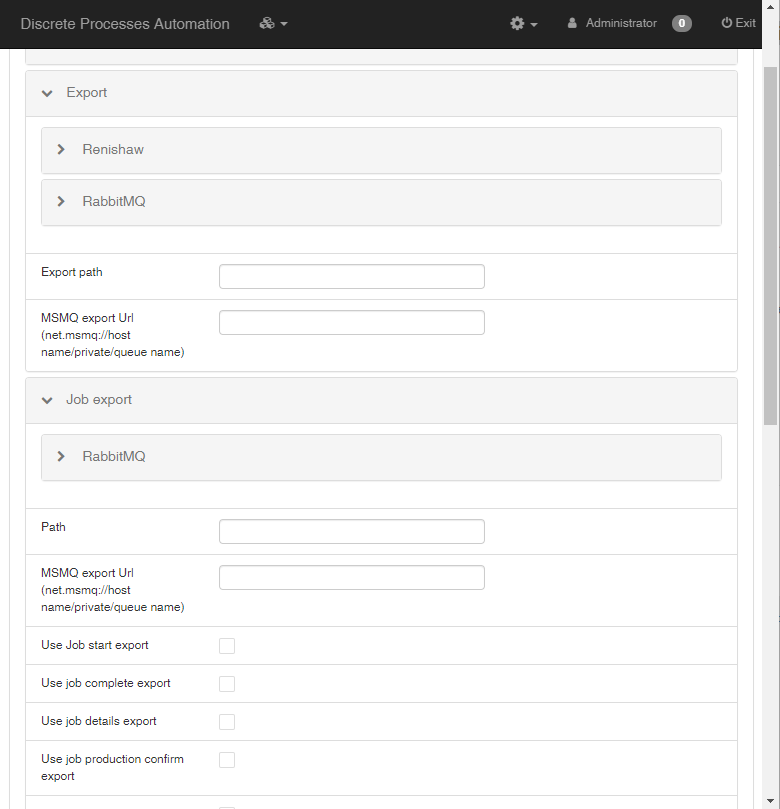 Discrete Processes Automation
Administrator 0 Exit
Export
Renishaw
RabbitMQ
Export path
MSMQ export Url
(net.msmq://host
name/private/queue name)
Job export
RabbitMQ
Path
MSMQ export Url
(net.msmq://host
name/private/queue name)
Use Job start export
Use job complete export
Use job details export
Use job production confirm
export